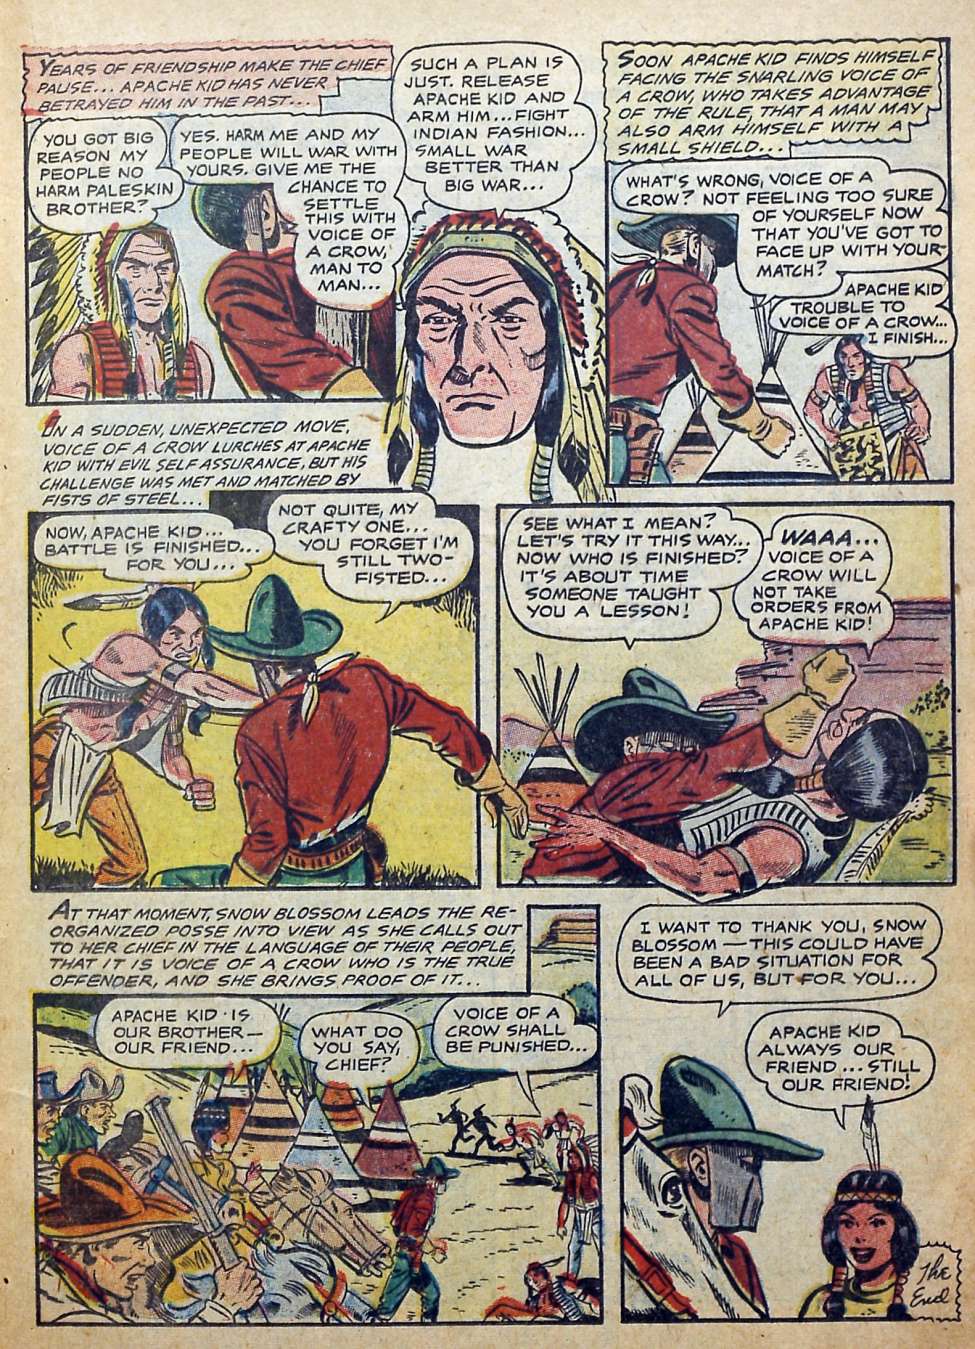 YEARS OF FRIENDSHIP MAKE THE CHIEF
PAUSE... APACHE KID HAS NEVER
BETRAYED HIM IN THE PAST...
YOU GOT BIG
REASON MY
PEOPLE NO
HARM PALESKIN
BROTHER?
YES. HARM ME AND MY
PEOPLE WILL WAR WITH
YOURS. GIVE ME THE
CHANCE TO
SETTLE
THIS WITH
VOICE OF
A CROW,
MAN TO
MAN...
SUCH A PLAN IS
JUST. RELEASE
APACHE KID AND
ARM HIM... FIGHT
INDIAN FASHION...
SMALL WAR
BETTER THAN
BIG WAR...
SOON APACHE KID FINDS HIMSELF
FACING THE SNARLING VOICE OF
A CROW, WHO TAKES ADVANTAGE
OF THE RULE, THAT A MAN MAY
ALSO ARM HIMSELF WITH A
SMALL SHIELD...
WHAT'S WRONG, VOICE OF A
CROW? NOT FEELING TOO SURE
OF YOURSELF NOW
THAT YOU'VE GOT TO
FACE UP WITH YOUR
MATCH?
APACHE KID
TROUBLE TO
VOICE OF A CROW...
I FINISH...
IN A SUDDEN, UNEXPECTED MOVE,
VOICE OF A CROW LURCHES AT APACHE
KID WITH EVIL SELF ASSURANCE, BUT HIS
CHALLENGE WAS MET AND MATCHED BY
FISTS OF STEEL...
NOW, APACHE KID...
BATTLE IS FINISHED...
FOR YOU...
NOT QUITE, MY
CRAFTY ONE...
YOU FORGET I'M
STILL TWO-
FISTED...
SEE WHAT I MEAN?
LET'S TRY IT THIS WAY...
NOW WHO IS FINISHED?
IT'S ABOUT TIME
SOMEONE TAUGHT
YOU A LESSON!
WAAA...
VOICE OF A
CROW WILL
NOT TAKE
ORDERS FROM
APACHE KID!
AT THAT MOMENT, SNOW BLOSSOM LEADS THE RE-
ORGANIZED POSSE INTO VIEW AS SHE CALLS OUT
TO HER CHIEF IN THE LANGUAGE OF THEIR PEOPLE,
THAT IT IS VOICE OF A CROW WHO IS THE TRUE
OFFENDER, AND SHE BRINGS PROOF OF IT...
APACHE KID IS
OUR BROTHER—
OUR FRIEND...
WHAT DO
YOU SAY,
CHIEF?
VOICE OF A
CROW SHALL
BE PUNISHED...
I WANT TO THANK YOU, SNOW
BLOSSOM — THIS COULD HAVE
BEEN A BAD SITUATION FOR
ALL OF US, BUT FOR YOU...
APACHE KID
ALWAYS OUR
FRIEND... STILL
OUR FRIEND!
The
End